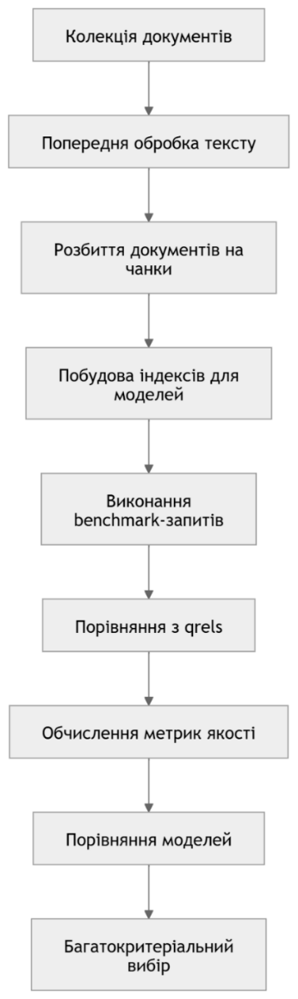 Колекція документів
Попередня обробка тексту
Розбиття документів на
чанки
Побудова індексів для
моделей
Виконання
benchmark-запитів
Порівняння з qrels
Обчислення метрик якості
Порівняння моделей
Багатокритеріальний
вибір